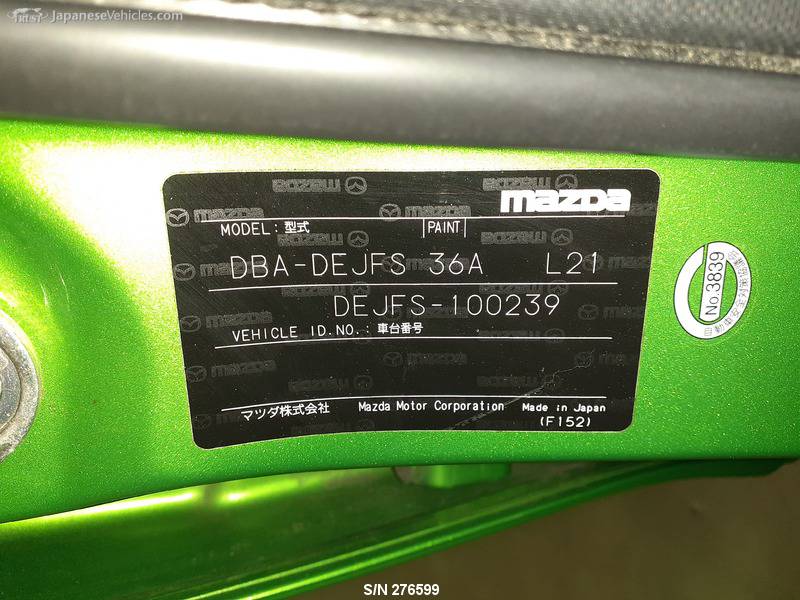 TRUST JapaneseVehicles.com
mazda
MODEL：型式 PAINT
DBA-DEJFS 36A L21
DEJFS-100239
VEHICLE ID.NO.：車台番号
マツダ株式会社 Mazda Motor Corporation Made in Japan
(F152)
No.3839
S/N 276599